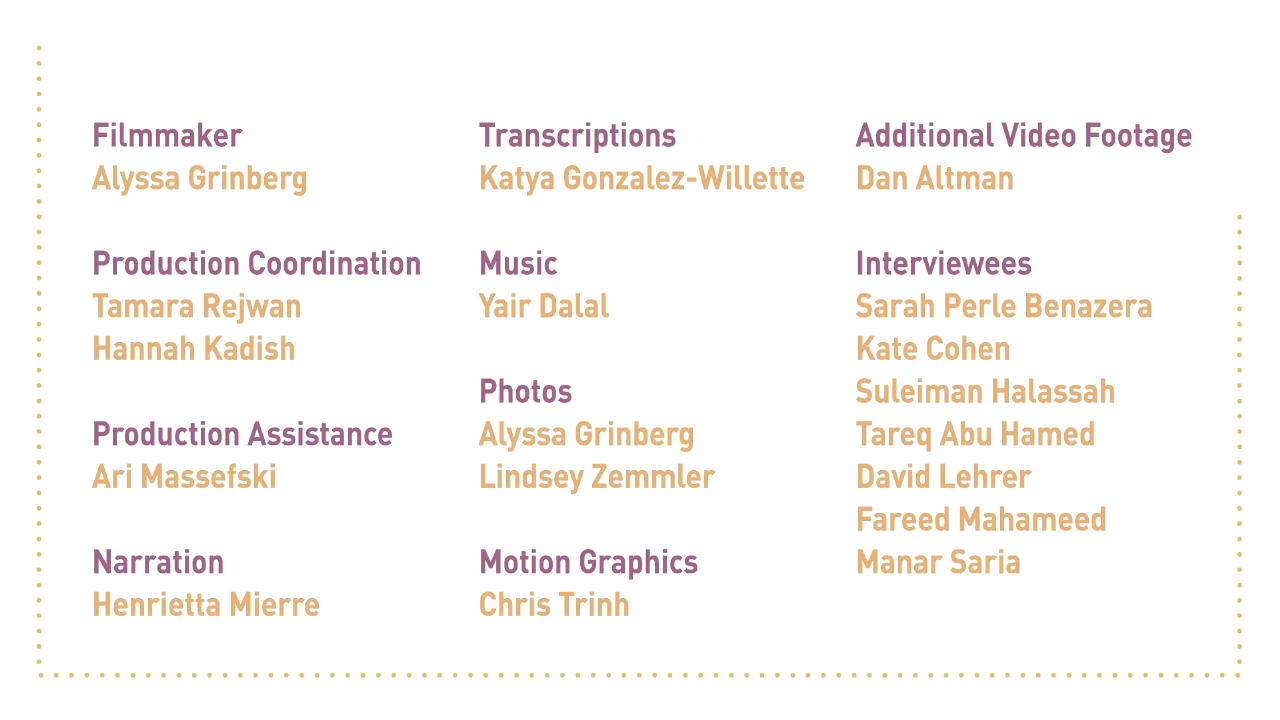 Filmmaker
Alyssa Grinberg
Production Coordination
Tamara Rejwan
Hannah Kadish
Production Assistance
Ari Massefski
Narration
Henrietta Mierre
Transcriptions
Katya Gonzalez-Willette
Music
Yair Dalal
Photos
Alyssa Grinberg
Lindsey Zemmler
Motion Graphics
Chris Trinh
Additional Video Footage
Dan Altman
Interviewees
Sarah Perle Benazera
Kate Cohen
Suleiman Halassah
Tareq Abu Hamed
David Lehrer
Fareed Mahameed
Manar Saria